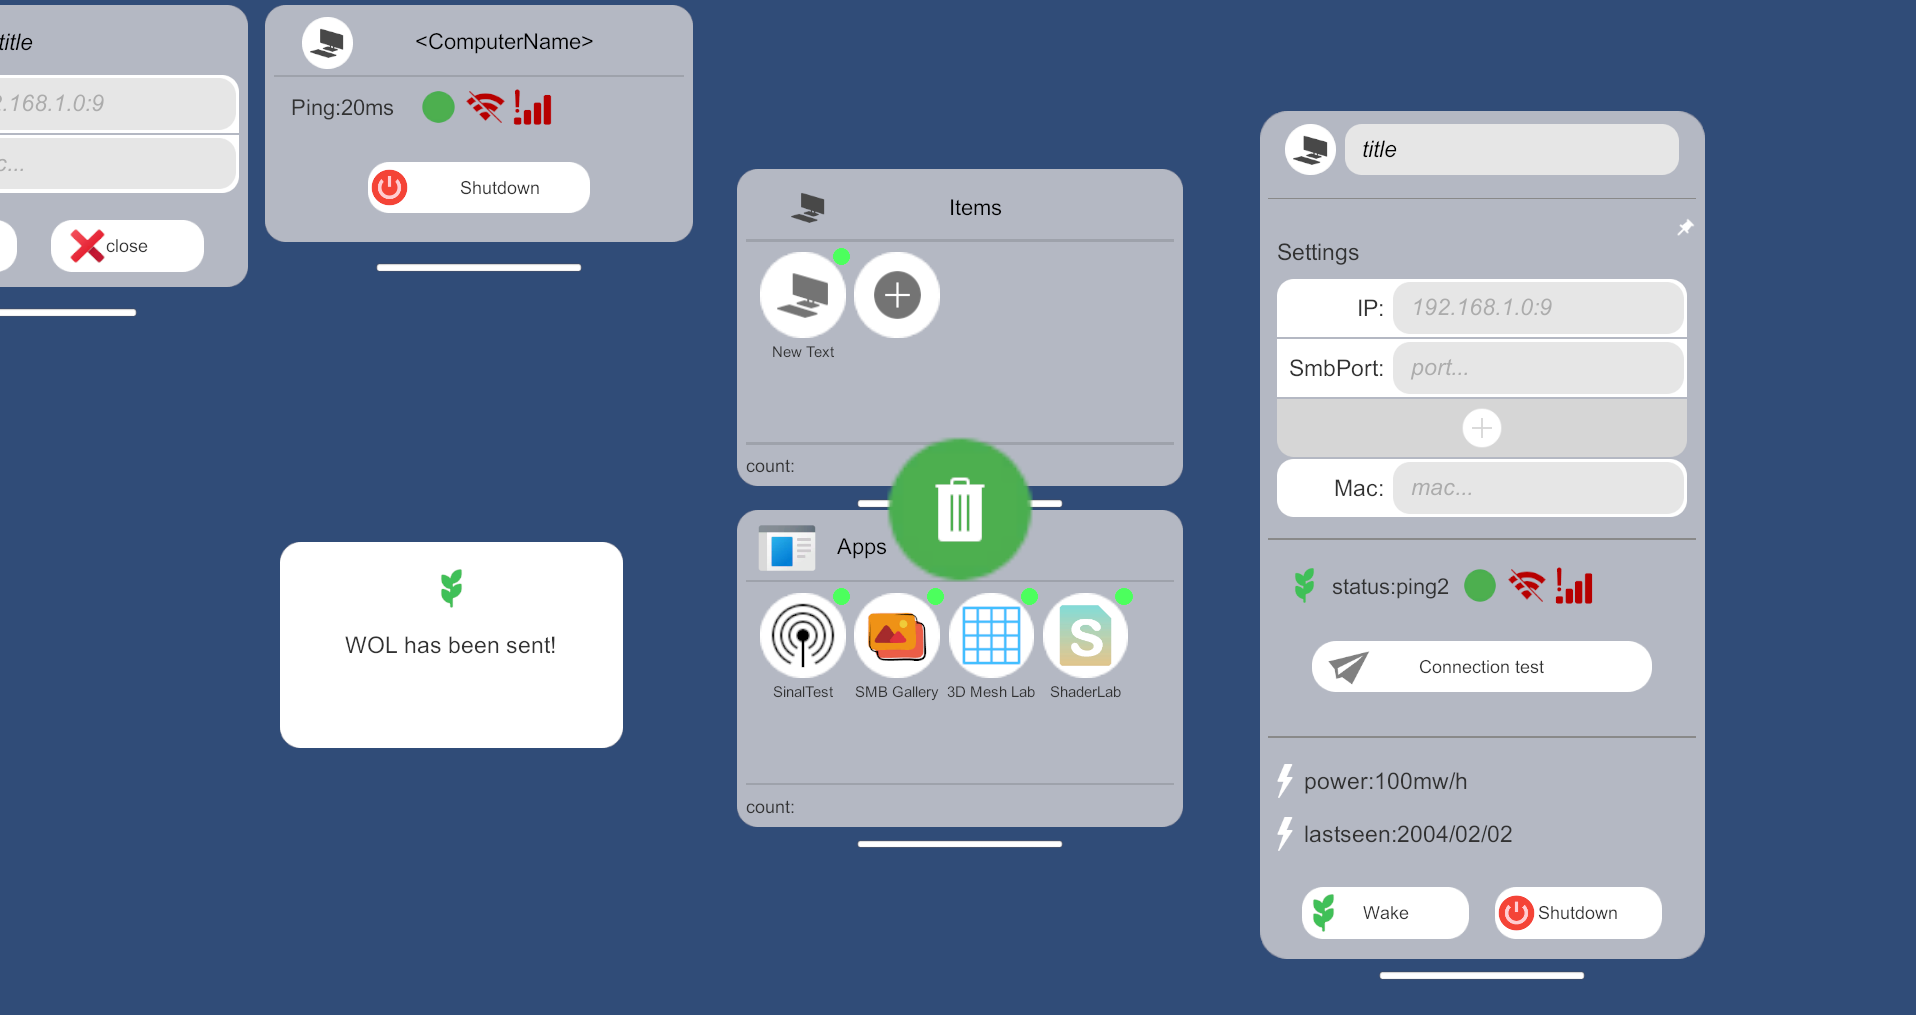 title
.168.1.0:9
c...
close
<ComputerName>
Ping:20ms
Shutdown
WOL has been sent!
Items
New Text
count:
Apps
SinalTest
SMB Gallery
3D Mesh Lab
ShaderLab
count:
title
Settings
IP:
192.168.1.0:9
SmbPort:
port...
Mac:
mac...
status:ping2
Connection test
power:100mw/h
lastseen:2004/02/02
Wake
Shutdown